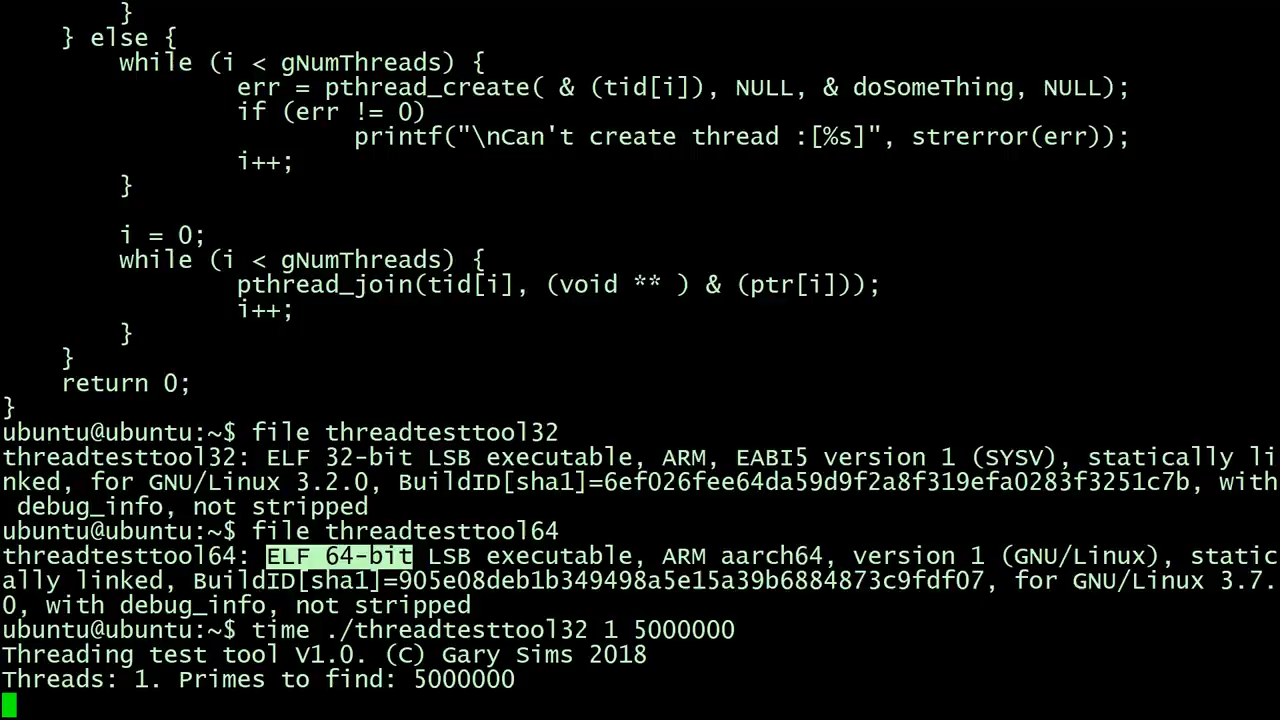 }
} else {
while (i < gNumThreads) {
err = pthread_create( & (tid[i]), NULL, & doSomeThing, NULL);
if (err != 0)
printf("\nCan't create thread :[%s]", strerror(err));
i++;
}
i = 0;
while (i < gNumThreads) {
pthread_join(tid[i], (void ** ) & (ptr[i]));
i++;
}
}
return 0;
}
ubuntu@ubuntu:~$ file threadtesttool32
threadtesttool32: ELF 32-bit LSB executable, ARM, EABI5 version 1 (SYSV), statically li
nked, for GNU/Linux 3.2.0, BuildID[sha1]=6ef026fee64da59d9f2a8f319efa0283f3251c7b, with
debug_info, not stripped
ubuntu@ubuntu:~$ file threadtesttool64
threadtesttool64: ELF 64-bit LSB executable, ARM aarch64, version 1 (GNU/Linux), static
ally linked, BuildID[sha1]=905e08deb1b349498a5e15a39b6884873c9fdf07, for GNU/Linux 3.7.
0, with debug_info, not stripped
ubuntu@ubuntu:~$ time ./threadtesttool32 1 5000000
Threading test tool V1.0. (C) Gary Sims 2018
Threads: 1. Primes to find: 5000000